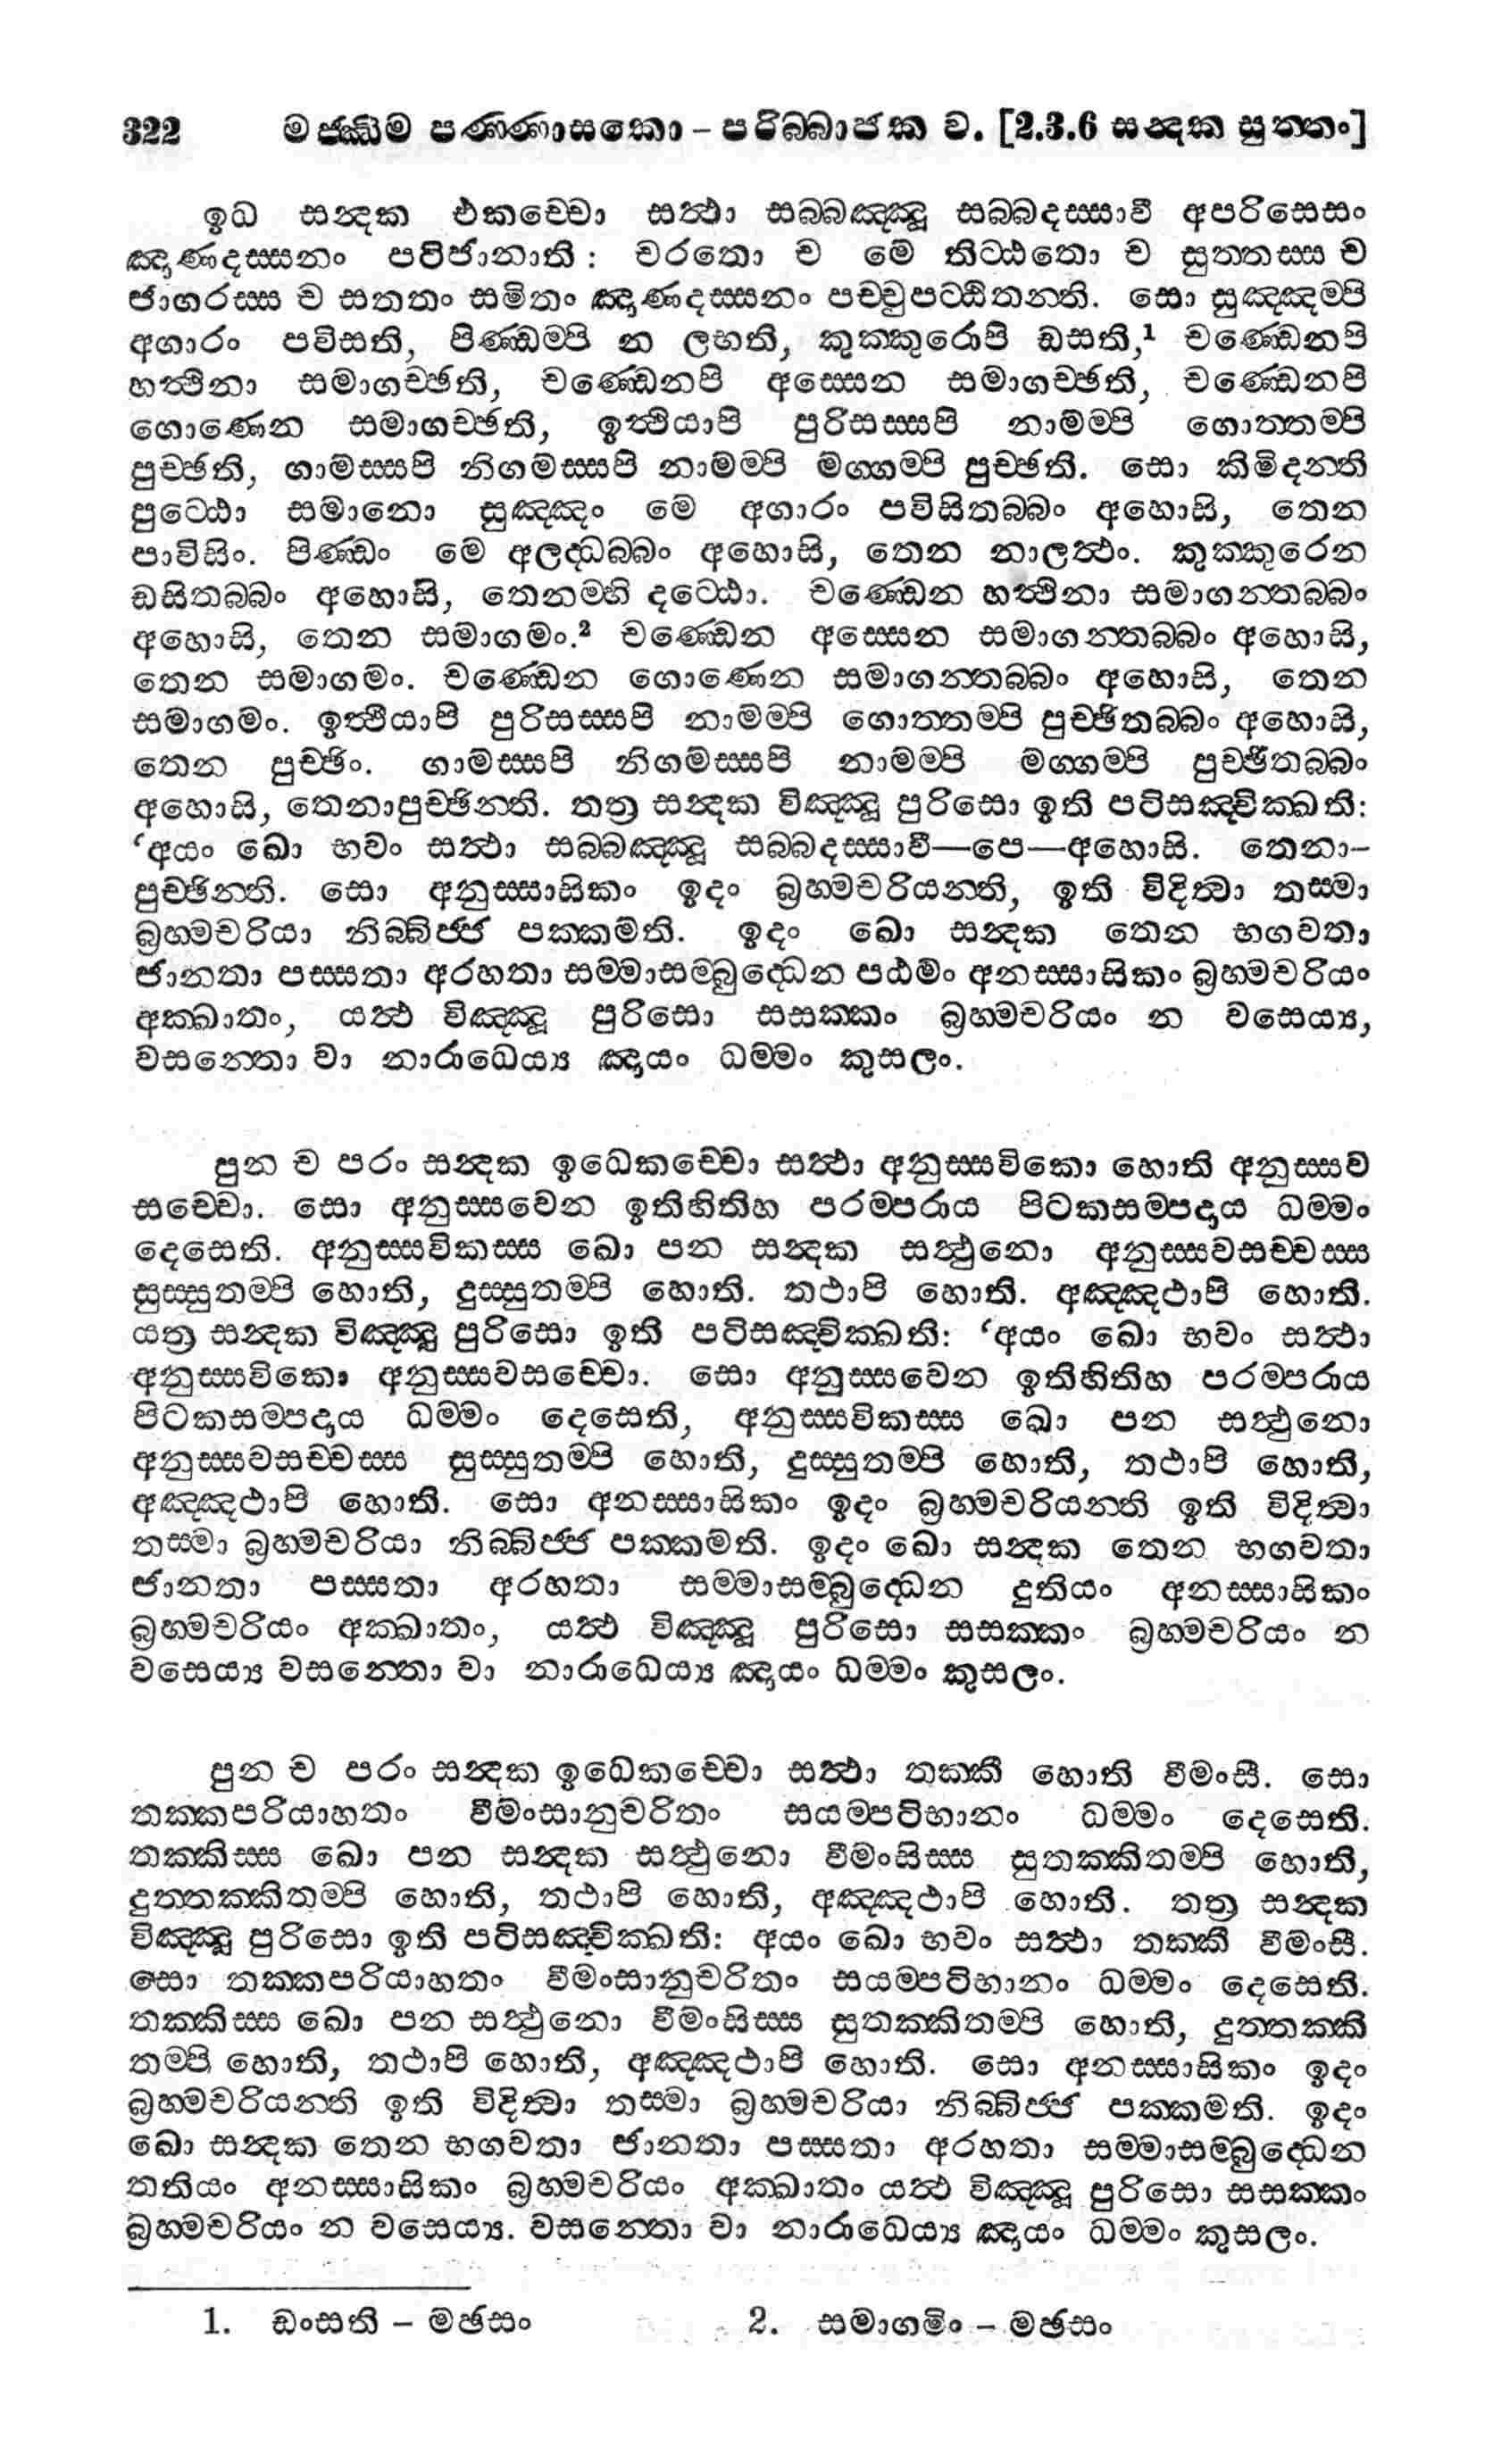 322 මජ්ඣිම පණ්ණාසකො – පරිබ්බාජක ව. [2.3.6 සන්දක සුත්තං]
ඉධ සන්දක එකච්චො සත්ථා සබ්බඤ්ඤූ සබ්බදස්සාවී අපරිසෙසං
ඤාණදස්සනං පටිජානාති : චරතො ච මෙ තිට්ඨතො ච සුත්තස්ස ච
ජාගරස්ස ච සතතං සමිතං ඤාණදස්සනං පච්චුපට්ඨිතන්ති. සො සුඤ්ඤම්පි
අගාරං පවිසති, පිණ්ඩම්පි න ලභති, කුක්කුරොපි ඩසති,¹ චණ්ඩෙනපි
හත්ථිනා සමාගච්ඡති, චණ්ඩෙනපි අස්සෙන සමාගච්ඡති, චණ්ඩෙනපි
ගොණෙන සමාගච්ඡති, ඉත්ථියාපි පුරිසස්සපි නාමම්පි ගොත්තම්පි
පුච්ඡති, ගාමස්සපි නිගමස්සපි නාමම්පි මග්ගම්පි පුච්ඡති. සො කිමිදන්ති
පුට්ඨො සමානො සුඤ්ඤං මෙ අගාරං පවිසිතබ්බං අහොසි, තෙන
පාවිසිං. පිණ්ඩං මෙ අලද්ධබ්බං අහොසි, තෙන නාලත්ථං. කුක්කුරෙන
ඩසිතබ්බං අහොසි, තෙනම්හි දට්ඨො. චණ්ඩෙන හත්ථිනා සමාගන්තබ්බං
අහොසි, තෙන සමාගමං.² චණ්ඩෙන අස්සෙන සමාගන්තබ්බං අහොසි,
තෙන සමාගමං. චණ්ඩෙන ගොණෙන සමාගන්තබ්බං අහොසි, තෙන
සමාගමං. ඉත්ථියාපි පුරිසස්සපි නාමම්පි ගොත්තම්පි පුච්ඡිතබ්බං අහොසි,
තෙන පුච්ඡිං. ගාමස්සපි නිගමස්සපි නාමම්පි මග්ගම්පි පුච්ඡිතබ්බං
අහොසි, තෙනාපුච්ඡින්ති. තත්‍ර සන්දක විඤ්ඤූ පුරිසො ඉති පටිසඤ්චික්ඛති:
‘අයං ඛො භවං සත්ථා සබ්බඤ්ඤූ සබ්බදස්සාවී—පෙ—අහොසි. තෙනා–
පුච්ඡින්ති. සො අනුස්සාසිකං ඉදං බ්‍රහ්මචරියන්ති, ඉති විදිත්වා තස්මා
බ්‍රහ්මචරියා නිබ්බිජ්ජ පක්කමති. ඉදං ඛො සන්දක තෙන භගවතා
ජානතා පස්සතා අරහතා සම්මාසම්බුද්ධෙන පඨමං අනස්සාසිකං බ්‍රහ්මචරියං
අක්ඛාතං, යත්ථ විඤ්ඤූ පුරිසො සසක්කං බ්‍රහ්මචරියං න වසෙය්‍ය,
වසන්තො වා නාරාධෙය්‍ය ඤායං ධම්මං කුසලං.
පුන ච පරං සන්දක ඉධෙකච්චො සත්ථා අනුස්සවිකො හොති අනුස්සව
සච්චො. සො අනුස්සවෙන ඉතිහිතිහ පරම්පරාය පිටකසම්පදාය ධම්මං
දෙසෙති. අනුස්සවිකස්ස ඛො පන සන්දක සත්ථුනො අනුස්සවසච්චස්ස
සුස්සුතම්පි හොති, දුස්සුතම්පි හොති. තථාපි හොති. අඤ්ඤථාපි හොති.
යත්‍ර සන්දක විඤ්ඤූ පුරිසො ඉති පටිසඤ්චික්ඛති: ‘අයං ඛො භවං සත්ථා
අනුස්සවිකො අනුස්සවසච්චො. සො අනුස්සවෙන ඉතිහිතිහ පරම්පරාය
පිටකසම්පදාය ධම්මං දෙසෙති, අනුස්සවිකස්ස ඛො පන සත්ථුනො
අනුස්සවසච්චස්ස සුස්සුතම්පි හොති, දුස්සුතම්පි හොති, තථාපි හොති,
අඤ්ඤථාපි හොති. සො අනස්සාසිකං ඉදං බ්‍රහ්මචරියන්ති ඉති විදිත්වා
තස්මා බ්‍රහ්මචරියා නිබ්බිජ්ජ පක්කමති. ඉදං ඛො සන්දක තෙන භගවතා
ජානතා පස්සතා අරහතා සම්මාසම්බුද්ධෙන දුතියං අනස්සාසිකං
බ්‍රහ්මචරියං අක්ඛාතං, යත්ථ විඤ්ඤූ පුරිසො සසක්කං බ්‍රහ්මචරියං න
වසෙය්‍ය වසන්තො වා නාරාධෙය්‍ය ඤායං ධම්මං කුසලං.
පුන ච පරං සන්දක ඉධෙකච්චො සත්ථා තක්කී හොති වීමංසී. සො
තක්කපරියාහතං වීමංසානුචරිතං සයම්පටිභානං ධම්මං දෙසෙති.
තක්කිස්ස ඛො පන සන්දක සත්ථුනො වීමංසිස්ස සුතක්කිතම්පි හොති,
දුත්තක්කිතම්පි හොති, තථාපි හොති, අඤ්ඤථාපි හොති. තත්‍ර සන්දක
විඤ්ඤූ පුරිසො ඉති පටිසඤ්චික්ඛති: අයං ඛො භවං සත්ථා තක්කී වීමංසී.
සො තක්කපරියාහතං වීමංසානුචරිතං සයම්පටිභානං ධම්මං දෙසෙති.
තක්කිස්ස ඛො පන සත්ථුනො වීමංසිස්ස සුතක්කිතම්පි හොති, දුත්තක්කි
තම්පි හොති, තථාපි හොති, අඤ්ඤථාපි හොති. සො අනස්සාසිකං ඉදං
බ්‍රහ්මචරියන්ති ඉති විදිත්වා තස්මා බ්‍රහ්මචරියා නිබ්බිජ්ජ පක්කමති. ඉදං
ඛො සන්දක තෙන භගවතා ජානතා පස්සතා අරහතා සම්මාසම්බුද්ධෙන
තතියං අනස්සාසිකං බ්‍රහ්මචරියං අක්ඛාතං යත්ථ විඤ්ඤූ පුරිසො සසක්කං
බ්‍රහ්මචරියං න වසෙය්‍ය. වසන්තො වා නාරාධෙය්‍ය ඤායං ධම්මං කුසලං.
1. ඩංසති – මඡසං 2. සමාගමිං – මඡසං